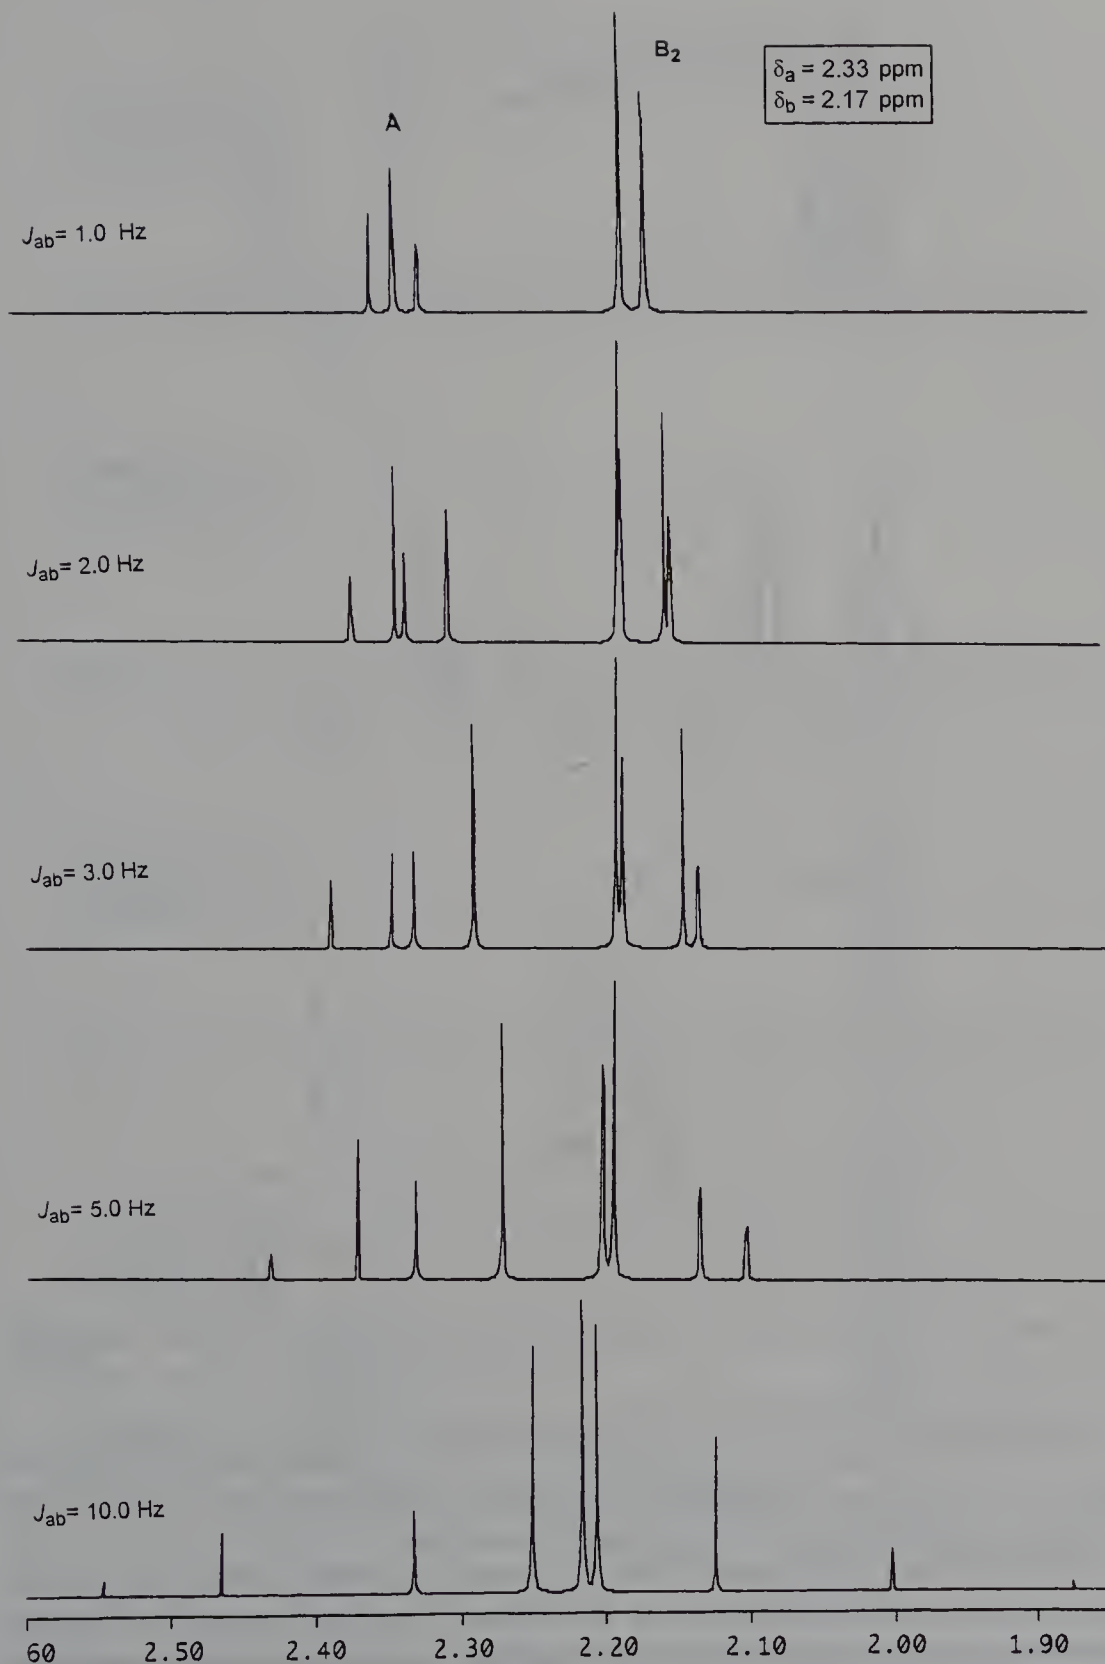 A
B₂
δa = 2.33 ppm
δb = 2.17 ppm
Jab= 1.0 Hz
Jab= 2.0 Hz
Jab= 3.0 Hz
Jab= 5.0 Hz
Jab= 10.0 Hz
60 2.50 2.40 2.30 2.20 2.10 2.00 1.90